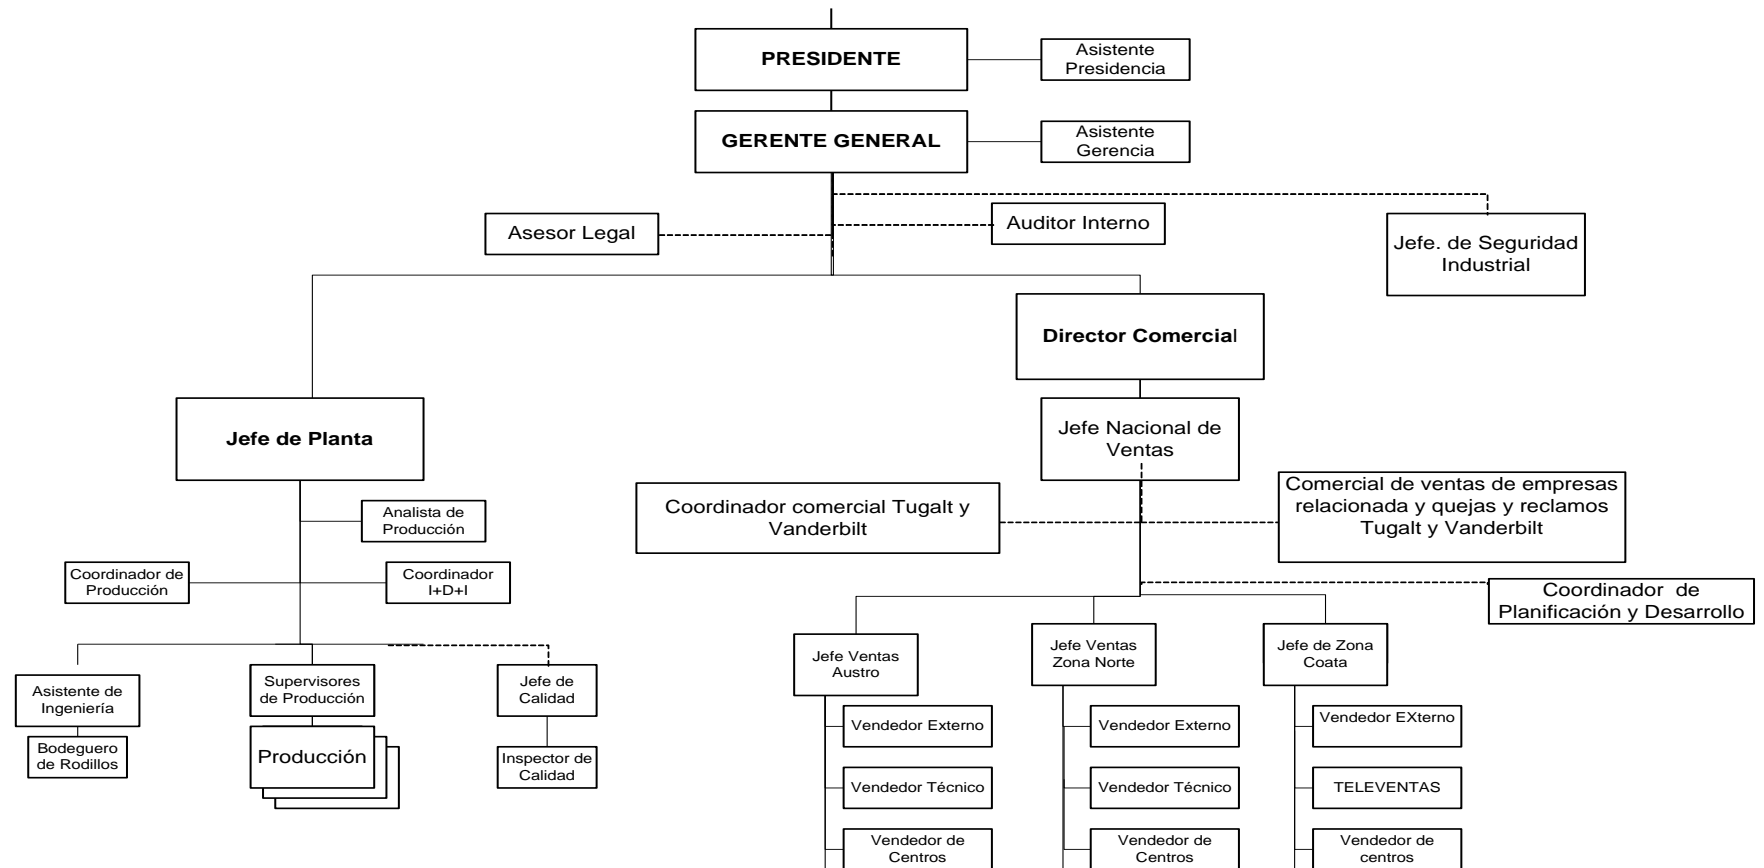 PRESIDENTE
Asistente
Presidencia
GERENTE GENERAL
Asistente
Gerencia
Asesor Legal
Auditor Interno
Jefe. de Seguridad
Industrial
Director Comercial
Jefe de Planta
Jefe Nacional de
Ventas
Analista de
Producción
Coordinador comercial Tugalt y
Vanderbilt
Comercial de ventas de empresas
relacionada y quejas y reclamos
Tugalt y Vanderbilt
Coordinador de
Producción
Coordinador
I+D+I
Coordinador de
Planificación y Desarrollo
Asistente de
Ingeniería
Supervisores
de Producción
Jefe de
Calidad
Jefe Ventas
Austro
Jefe Ventas
Zona Norte
Jefe de Zona
Coata
Bodeguero
de Rodillos
Producción
Inspector de
Calidad
Vendedor Externo
Vendedor Externo
Vendedor EXterno
Vendedor Técnico
Vendedor Técnico
TELEVENTAS
Vendedor de
Centros
Vendedor de
Centros
Vendedor de
centros